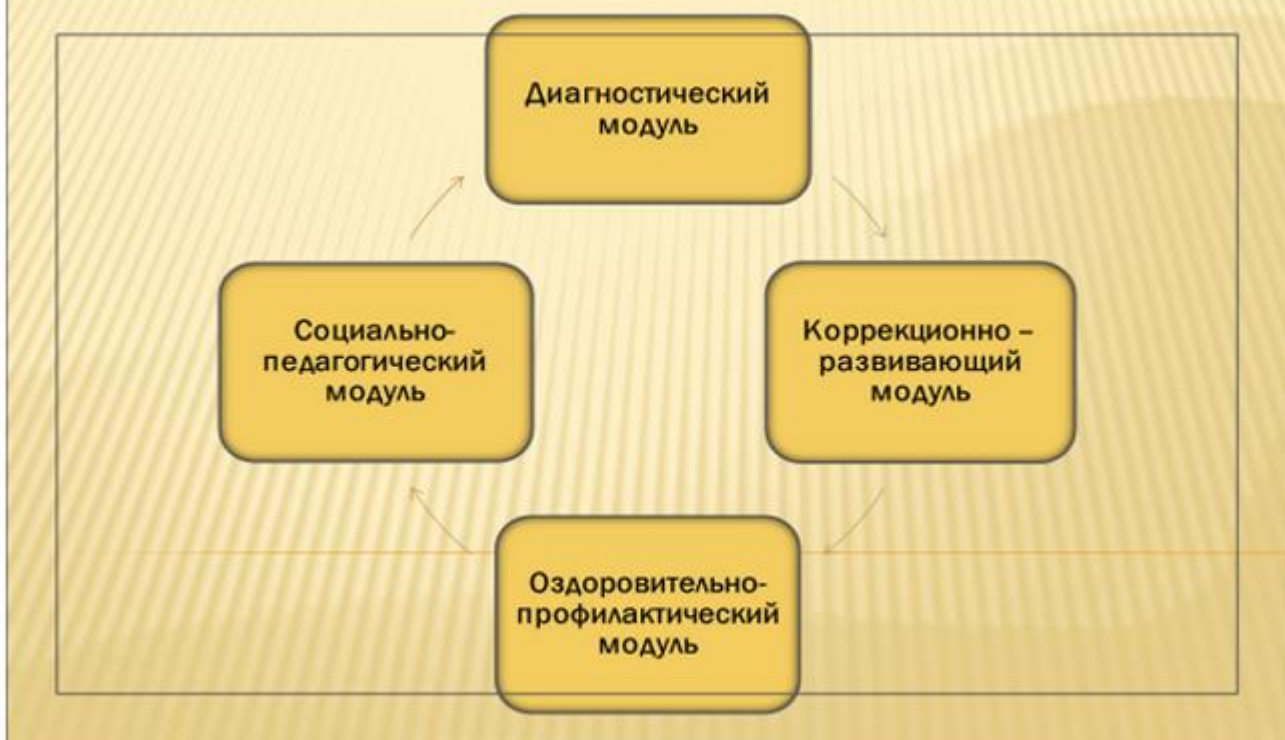 Диагностический
модуль
Социально-
педагогический
модуль
Коррекционно –
развивающий
модуль
Оздоровительно-
профилактический
модуль